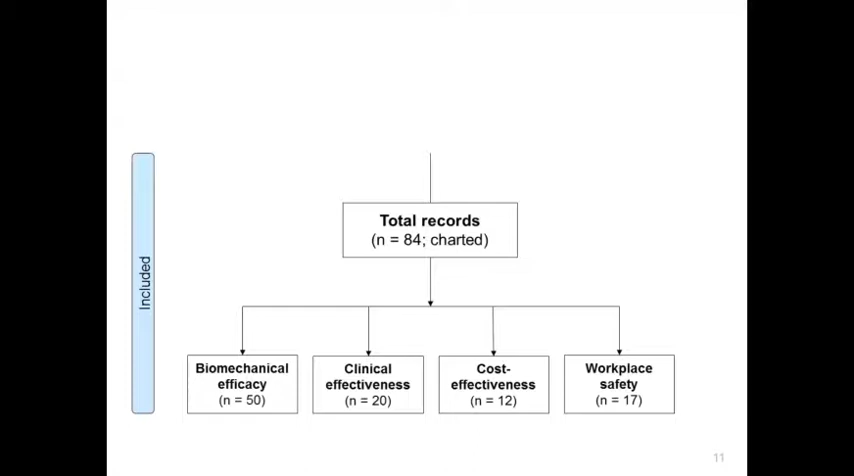 Total records
(n = 84; charted)
Included
Biomechanical
efficacy
(n = 50)
Clinical
effectiveness
(n = 20)
Cost-
effectiveness
(n = 12)
Workplace
safety
(n = 17)
11